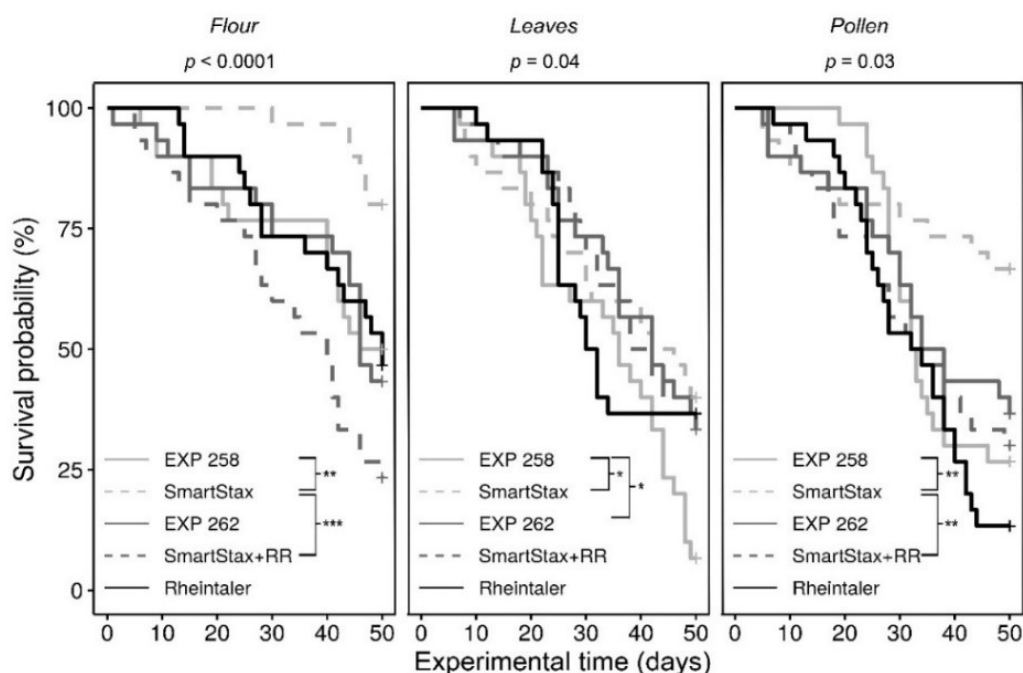 Flour
p < 0.0001
Leaves
p = 0.04
Pollen
p = 0.03
Survival probability (%)
100
75
50
25
0
EXP 258
SmartStax
EXP 262
SmartStax+RR
Rheintaler
**
***
EXP 258
SmartStax
EXP 262
SmartStax+RR
Rheintaler
*
*
EXP 258
SmartStax
EXP 262
SmartStax+RR
Rheintaler
**
**
0 10 20 30 40 50
0 10 20 30 40 50
0 10 20 30 40 50
Experimental time (days)